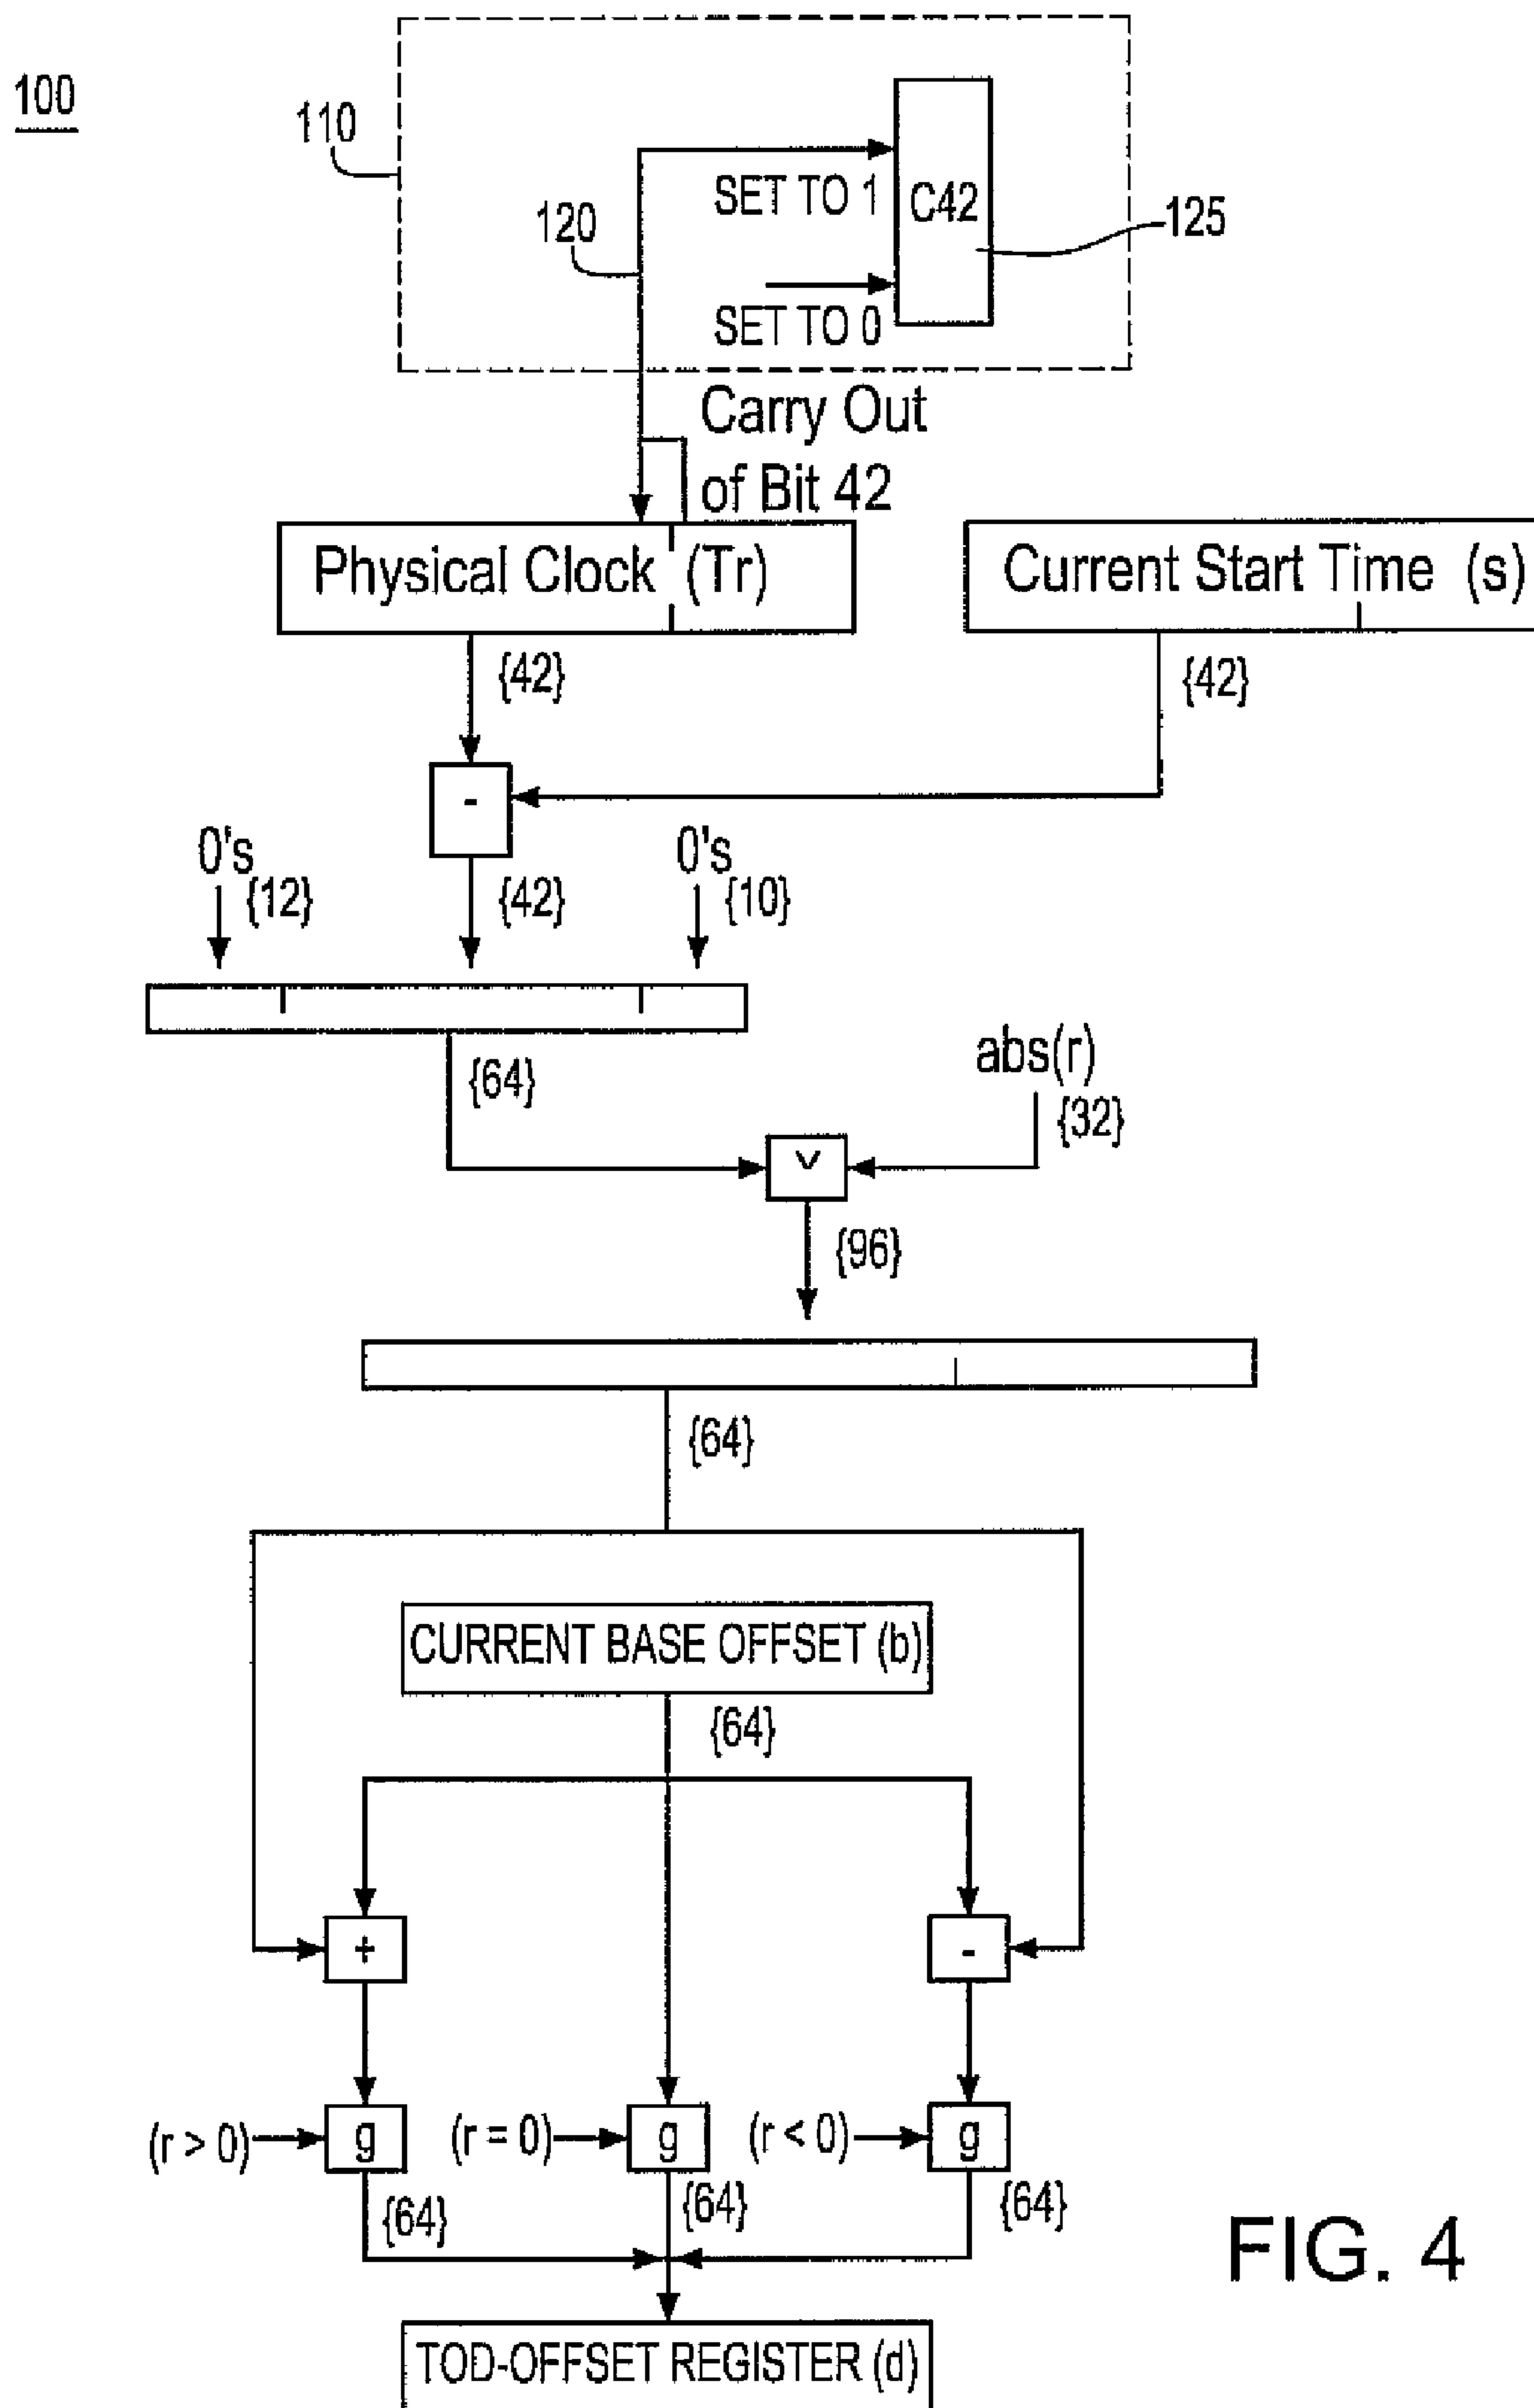 100
110
120
SET TO 1
C42
125
SET TO 0
Carry Out
of Bit 42
Physical Clock (Tr)
Current Start Time (s)
{42}
{42}
-
0's
{12}
{42}
0's
{10}
{64}
abs(r)
{32}
v
{96}
{64}
CURRENT BASE OFFSET (b)
{64}
+
-
(r > 0)
g
(r = 0)
g
(r < 0)
g
{64}
{64}
{64}
FIG. 4
TOD-OFFSET REGISTER (d)